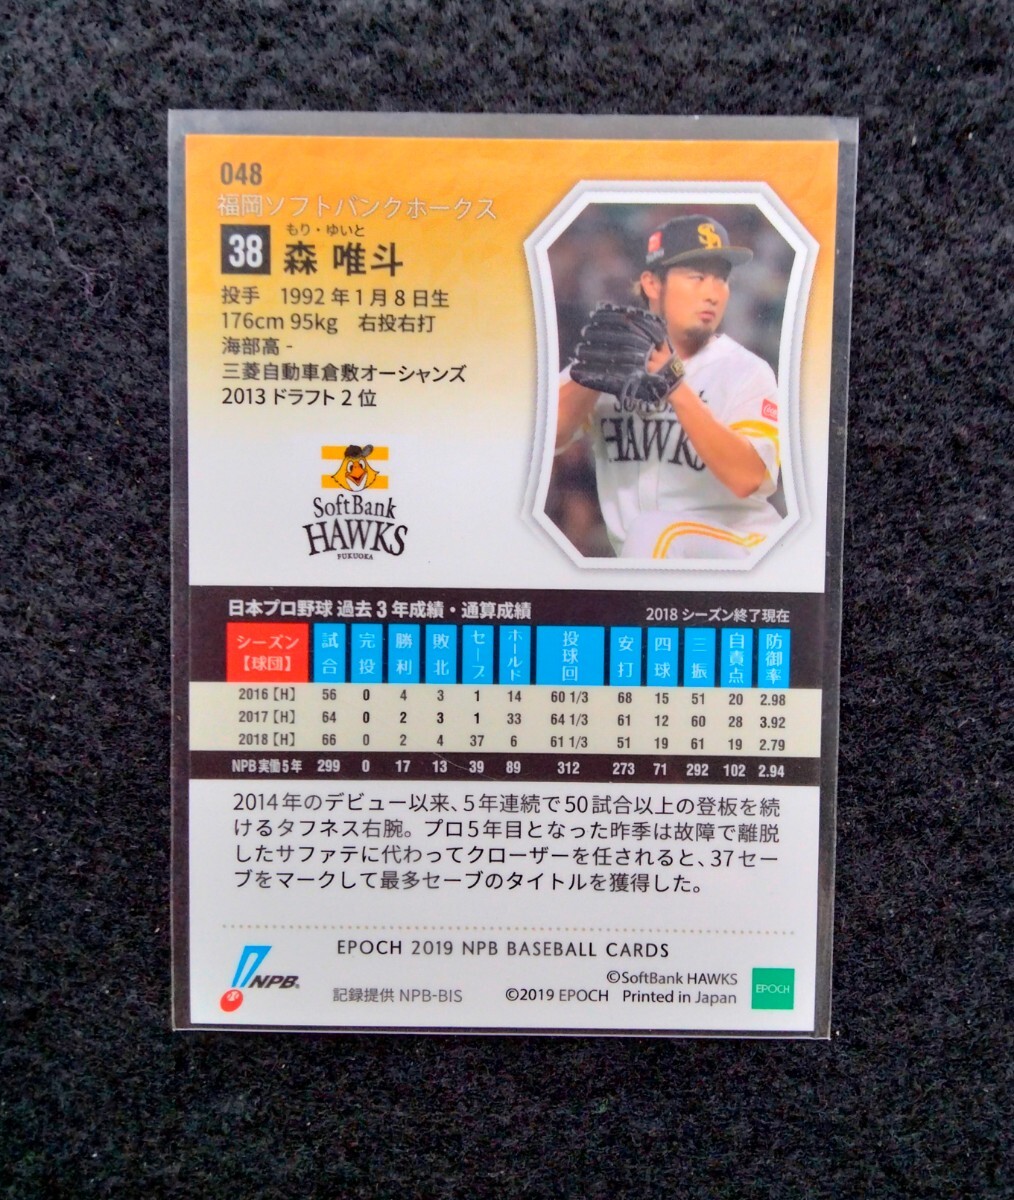 048
福岡ソフトバンクホークス
もり・ゆいと
38 森 唯斗
投手 1992年1月8日生
176cm 95kg 右投右打
海部高 -
三菱自動車倉敷オーシャンズ
2013 ドラフト 2 位
SoftBank
HAWKS
FUKUOKA
SoftBank
HAWKS
日本プロ野球 過去3年成績・通算成績 2018 シーズン終了現在
シーズン【球団】 試合 完投 勝利 敗北 セーブ ホールド 投球回 安打 四球 三振 自責点 防御率
2016【H】 56 0 4 3 1 14 60 1/3 68 15 51 20 2.98
2017【H】 64 0 2 3 1 33 64 1/3 61 12 60 28 3.92
2018【H】 66 0 2 4 37 6 61 1/3 51 19 61 19 2.79
NPB実働5年 299 0 17 13 39 89 312 273 71 292 102 2.94
2014年のデビュー以来、5年連続で50試合以上の登板を続
けるタフネス右腕。プロ5年目となった昨季は故障で離脱
したサファテに代わってクローザーを任されると、37セー
ブをマークして最多セーブのタイトルを獲得した。
EPOCH 2019 NPB BASEBALL CARDS
NPB
©SoftBank HAWKS
記録提供 NPB-BIS ©2019 EPOCH Printed in Japan
EPOCH